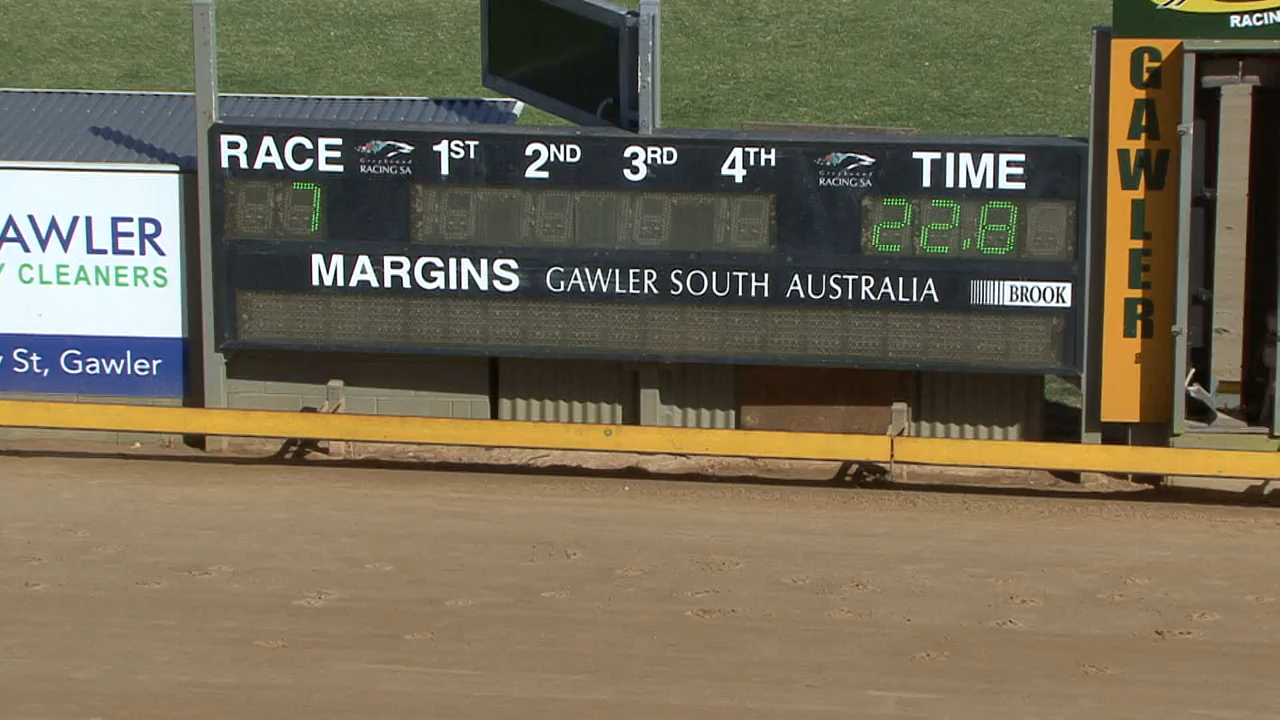 RACIN
GAWLER
RACE
Greyhound
RACING SA
1ST
2ND
3RD
4TH
Greyhound
RACING SA
TIME
7
22.8
MARGINS
GAWLER SOUTH AUSTRALIA
BROOK
AWLER
Y CLEANERS
y St, Gawler